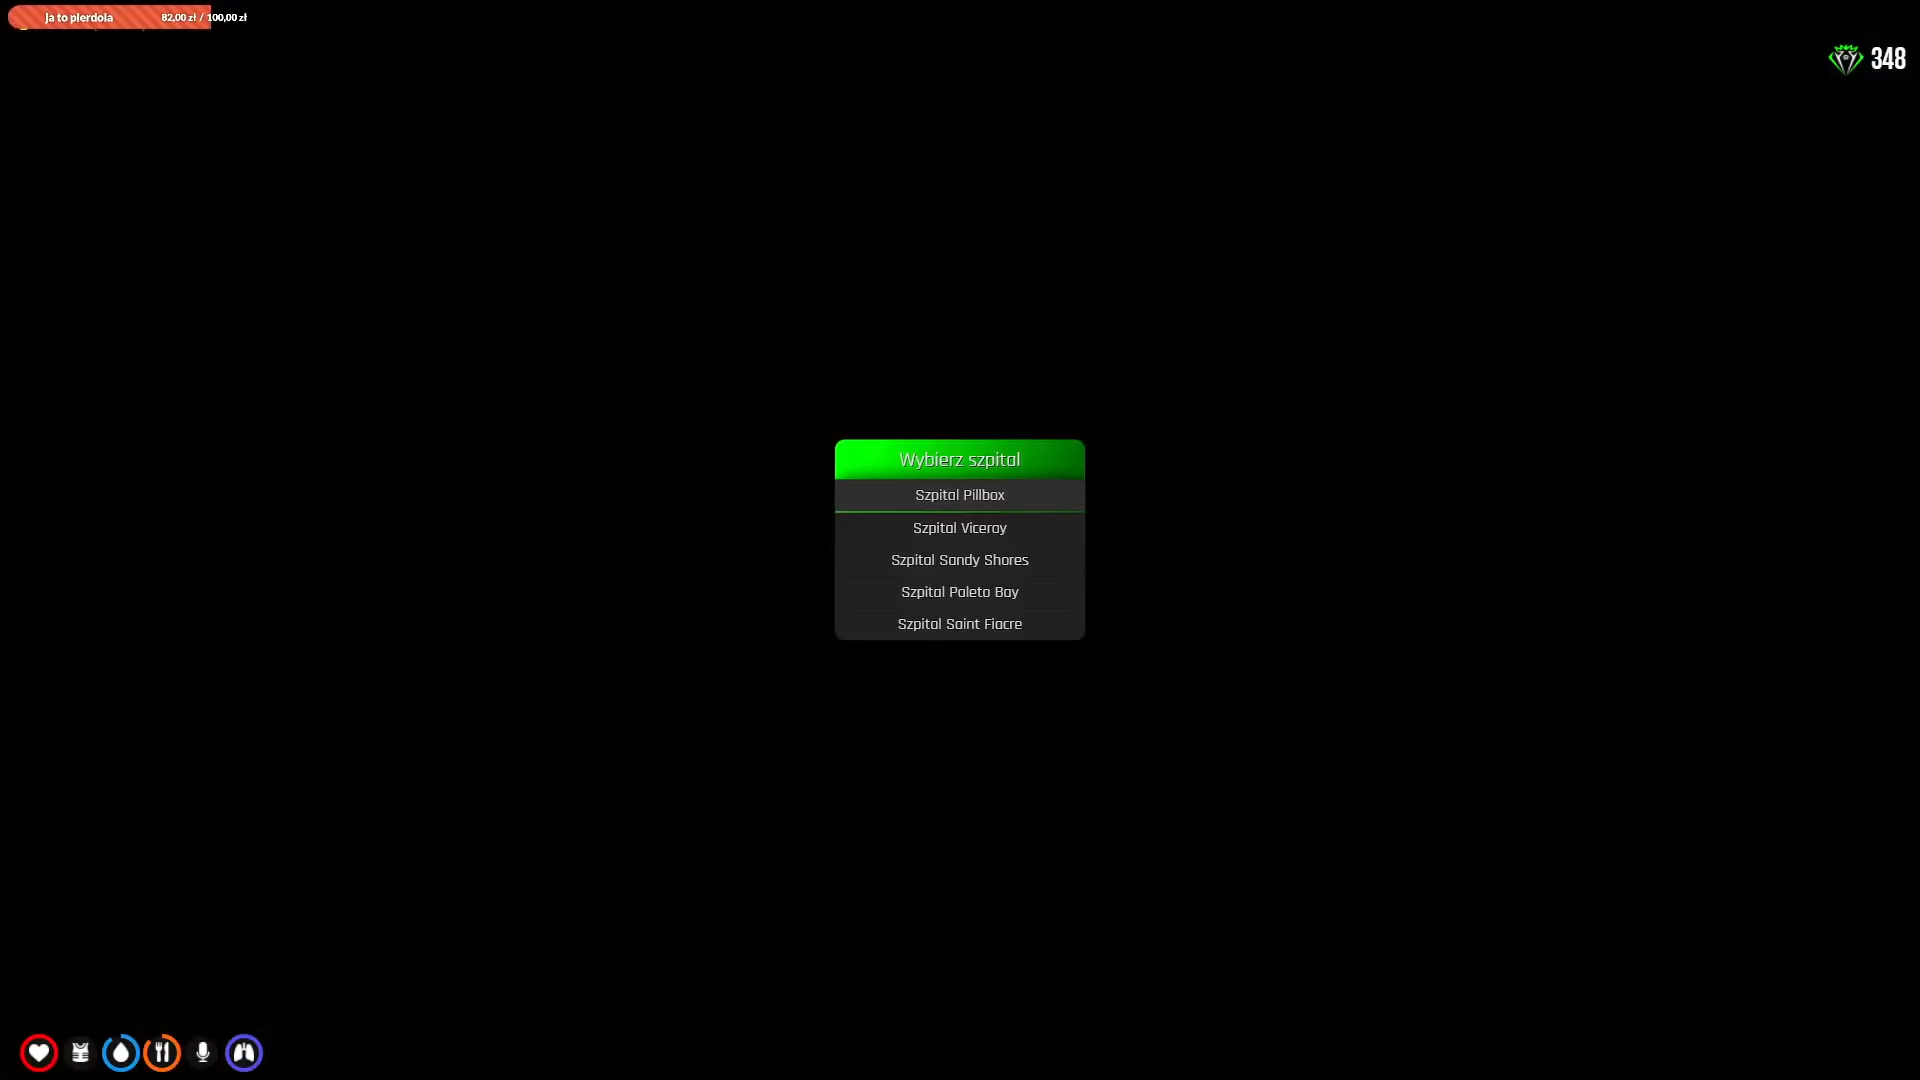 ja to pierdola 82,00 zł / 100,00 zł
348
Wybierz szpital
Szpital Pillbox
Szpital Viceroy
Szpital Sandy Shores
Szpital Paleto Bay
Szpital Saint Fiacre